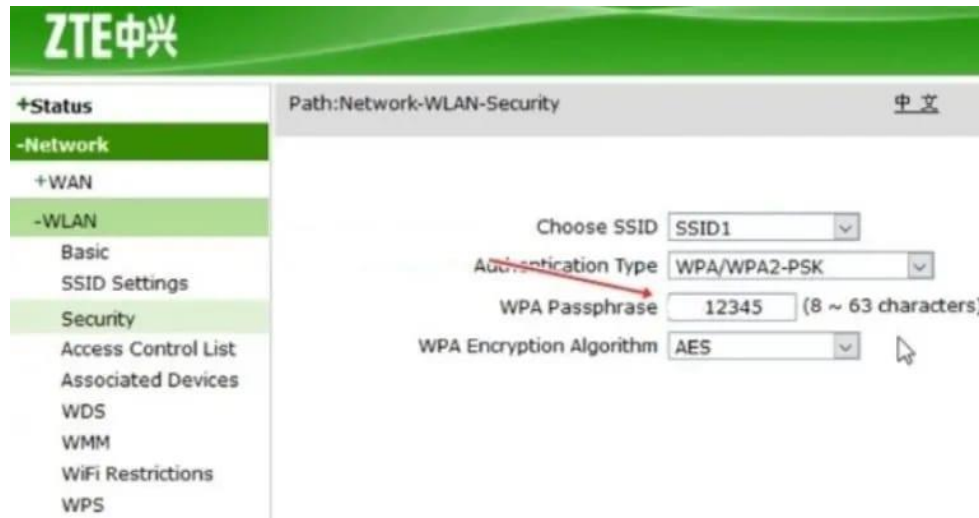 ZTE中兴
+Status
Path:Network-WLAN-Security 中文
-Network
+WAN
-WLAN
Basic
SSID Settings
Security
Access Control List
Associated Devices
WDS
WMM
WiFi Restrictions
WPS
Choose SSID SSID1
Authentication Type WPA/WPA2-PSK
WPA Passphrase 12345 (8 ~ 63 characters)
WPA Encryption Algorithm AES